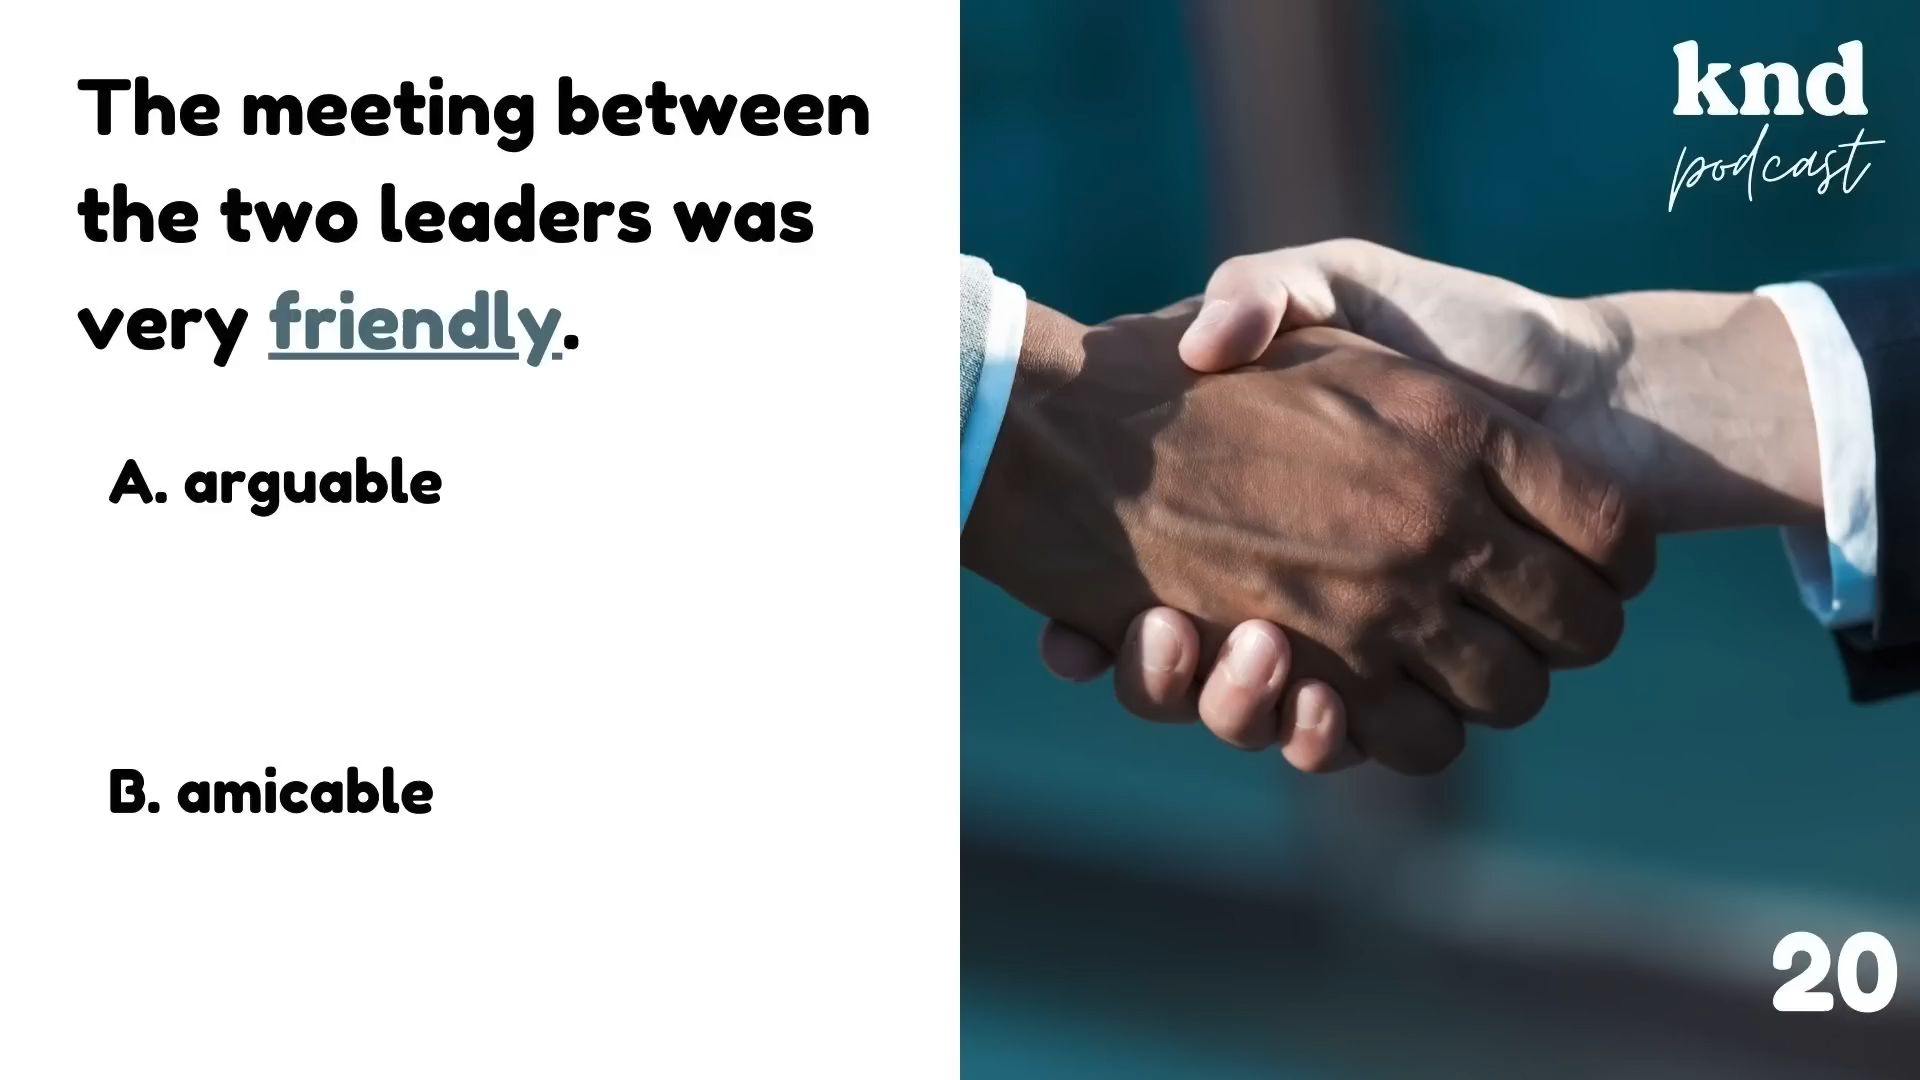 The meeting between
the two leaders was
very friendly.
A. arguable
B. amicable
knd
podcast
20